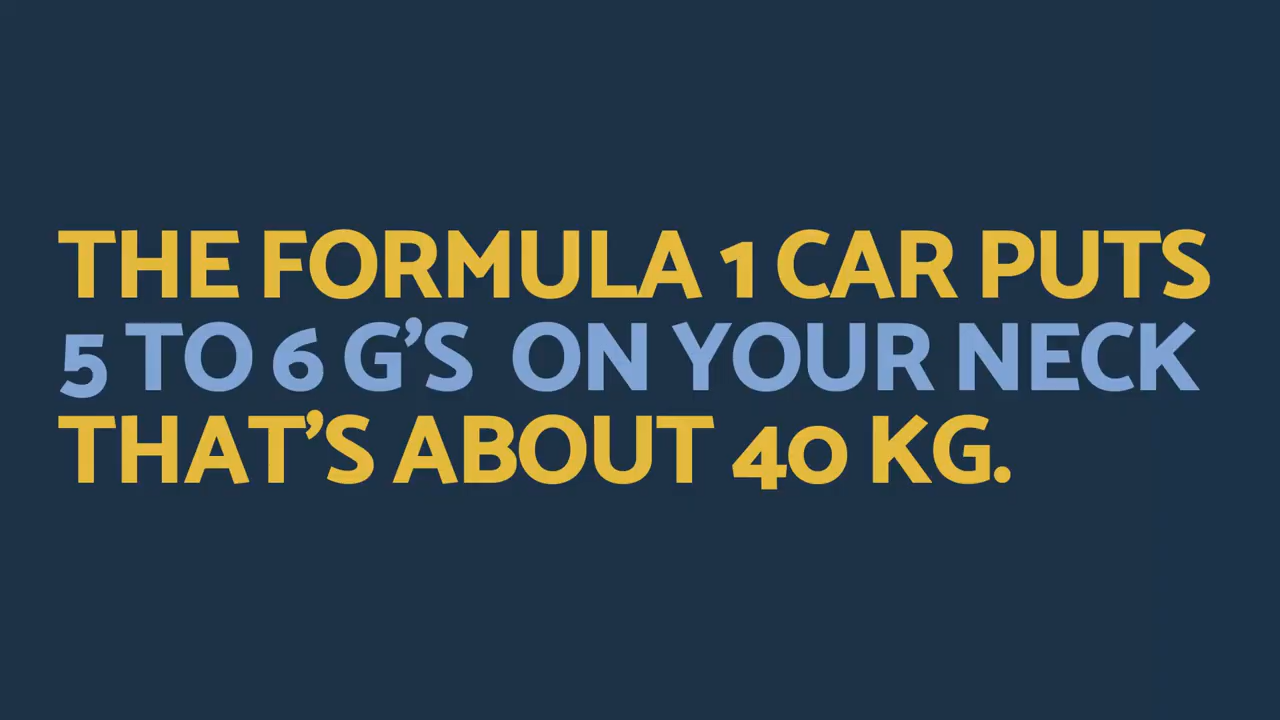 THE FORMULA 1 CAR PUTS
5 TO 6 G’S  ON YOUR NECK
THAT’S ABOUT 40 KG.